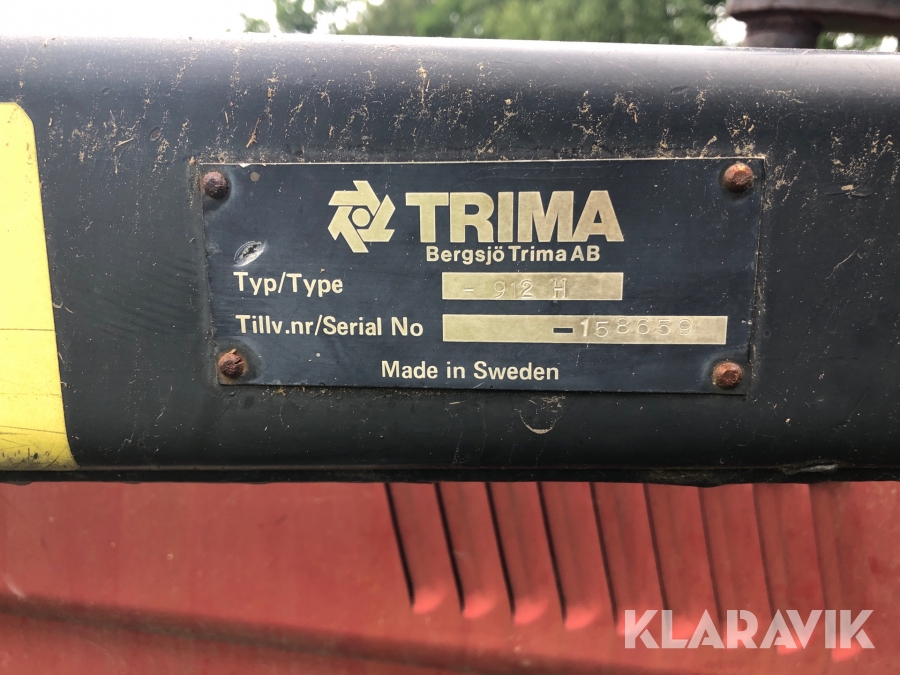 TRIMA
Bergsjö Trima AB
Typ/Type - 912 H
Tillv.nr/Serial No -158659
Made in Sweden
KLARAVIK